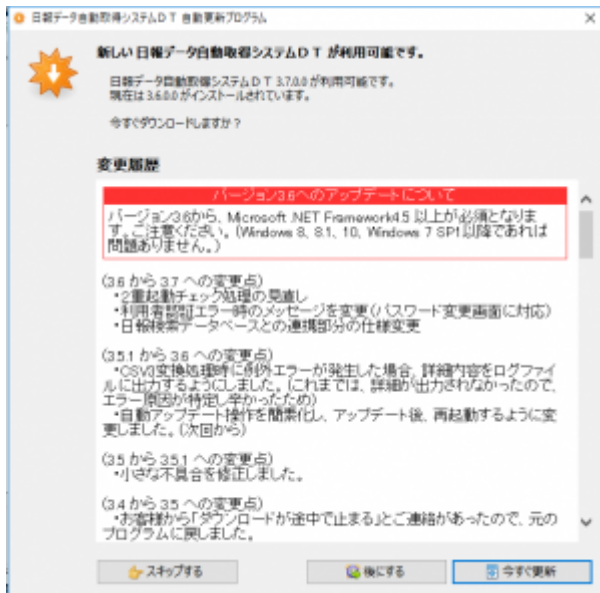 日報データ自動取得システムＤＴ 自動更新プログラム
新しい 日報データ自動取得システムＤＴ が利用可能です。
日報データ自動取得システムＤＴ 3.7.0.0 が利用可能です。
現在は 3.6.0.0 がインストールされています。
今すぐダウンロードしますか？
変更履歴
バージョン3.6へのアップデートについて
バージョン3.6から、Microsoft .NET Framework4.5 以上が必須となりま
す。ご注意ください。（Windows 8, 8.1, 10, Windows 7 SP1以降であれば
問題ありません。）
(3.6 から 3.7 への変更点)
・2重起動チェック処理の見直し
・利用者認証エラー時のメッセージを変更(パスワード変更画面に対応)
・日報検索データベースとの連携部分の仕様変更
(3.5.1 から 3.6 への変更点)
・CSV3変換処理時に例外エラーが発生した場合、詳細内容をログファイ
ルに出力するようにしました。（これまでは、詳細が出力されなかったので、
エラー原因が特定し辛かったため）
・自動アップデート操作を簡素化し、アップデート後、再起動するように変
更しました。（次回から）
(3.5 から 3.5.1 への変更点)
・小さな不具合を修正しました。
(3.4 から 3.5 への変更点)
・お客様から「ダウンロードが途中で止まる」とご連絡があったので、元の
プログラムに戻しました。
スキップする
後にする
今すぐ更新